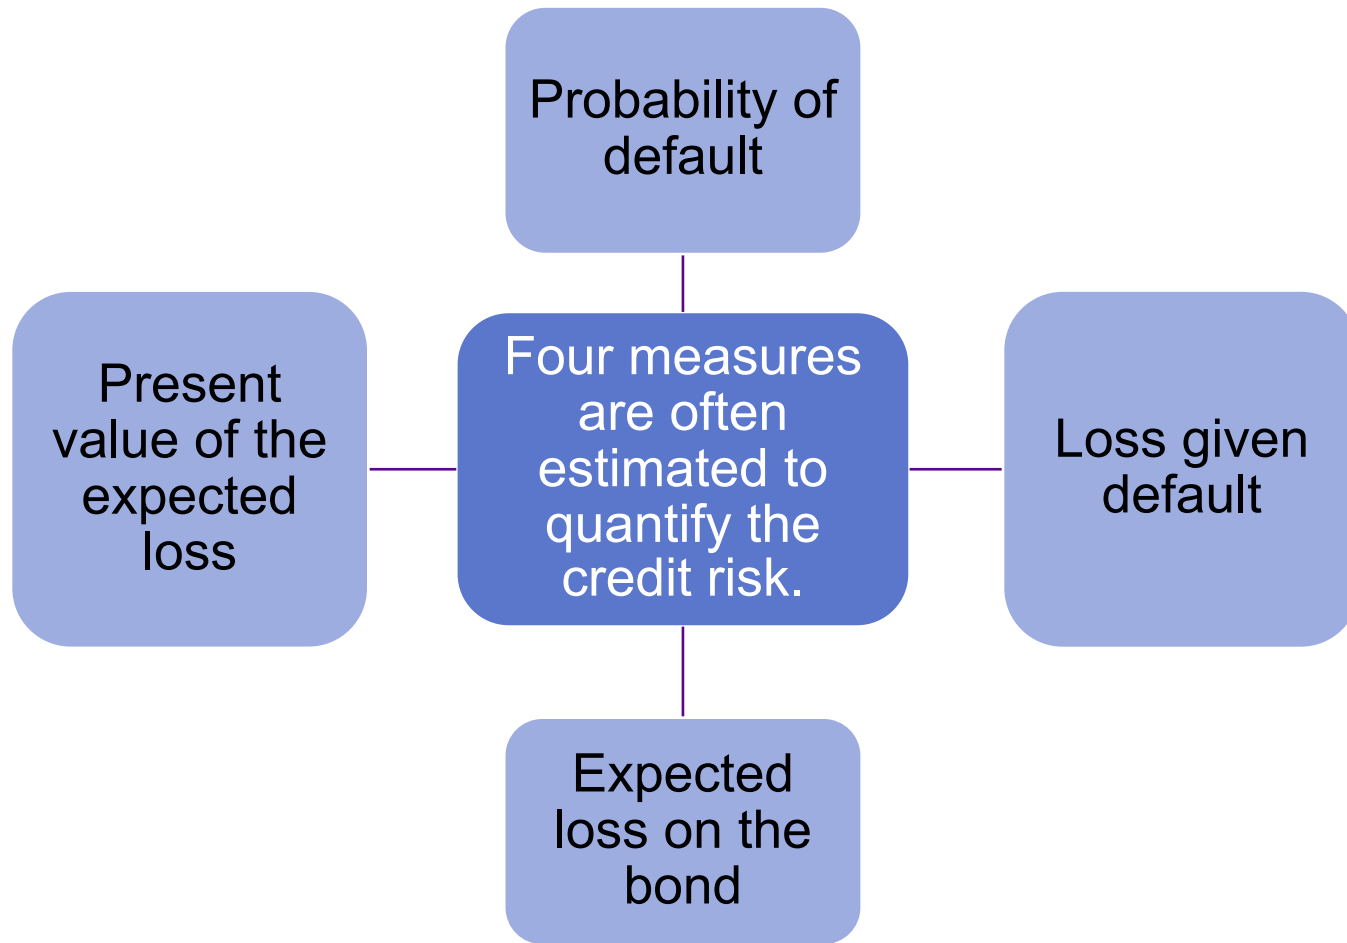 Probability of
default
Present
value of the
expected
loss
Four measures
are often
estimated to
quantify the
credit risk.
Loss given
default
Expected
loss on the
bond